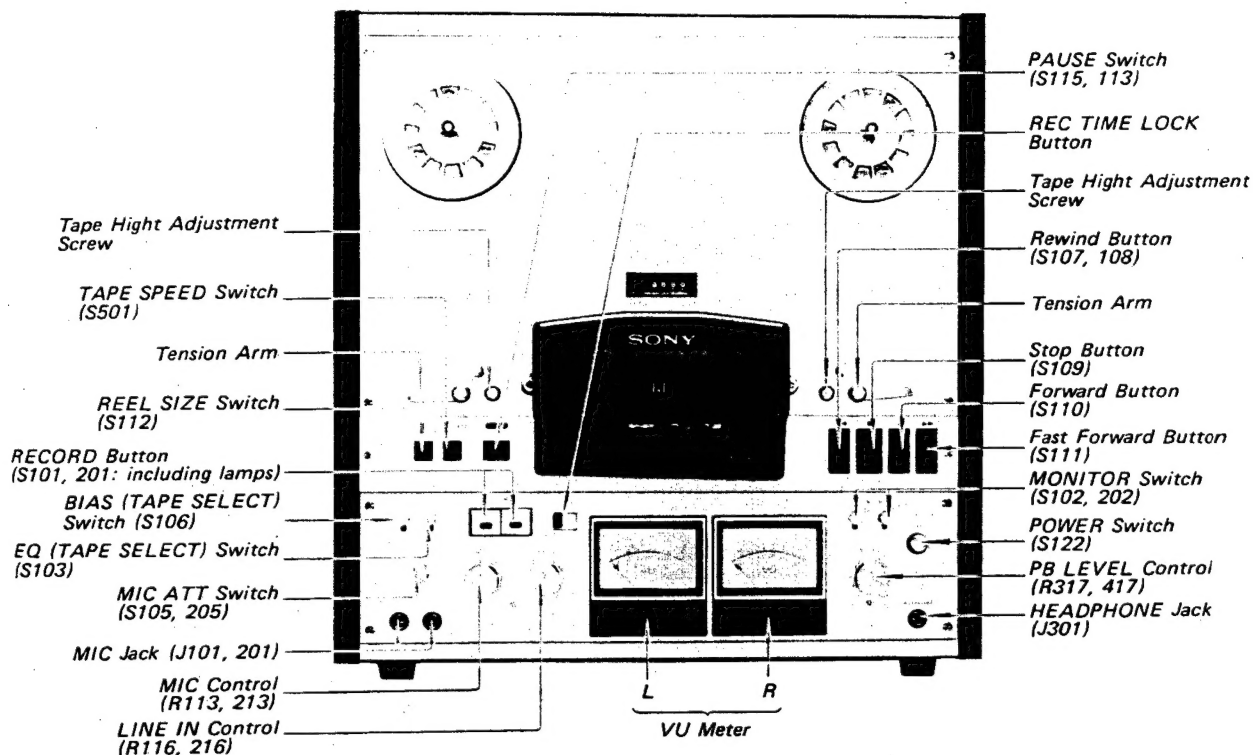 PAUSE Switch
(S115, 113)
REC TIME LOCK
Button
Tape Hight Adjustment
Screw
Rewind Button
(S107, 108)
Tension Arm
Stop Button
(S109)
Forward Button
(S110)
Fast Forward Button
(S111)
MONITOR Switch
(S102, 202)
POWER Switch
(S122)
PB LEVEL Control
(R317, 417)
HEADPHONE Jack
(J301)
Tape Hight Adjustment
Screw
TAPE SPEED Switch
(S501)
Tension Arm
REEL SIZE Switch
(S112)
RECORD Button
(S101, 201: including lamps)
BIAS (TAPE SELECT)
Switch (S106)
EQ (TAPE SELECT) Switch
(S103)
MIC ATT Switch
(S105, 205)
MIC Jack (J101, 201)
MIC Control
(R113, 213)
LINE IN Control
(R116, 216)
SONY
L R
VU Meter